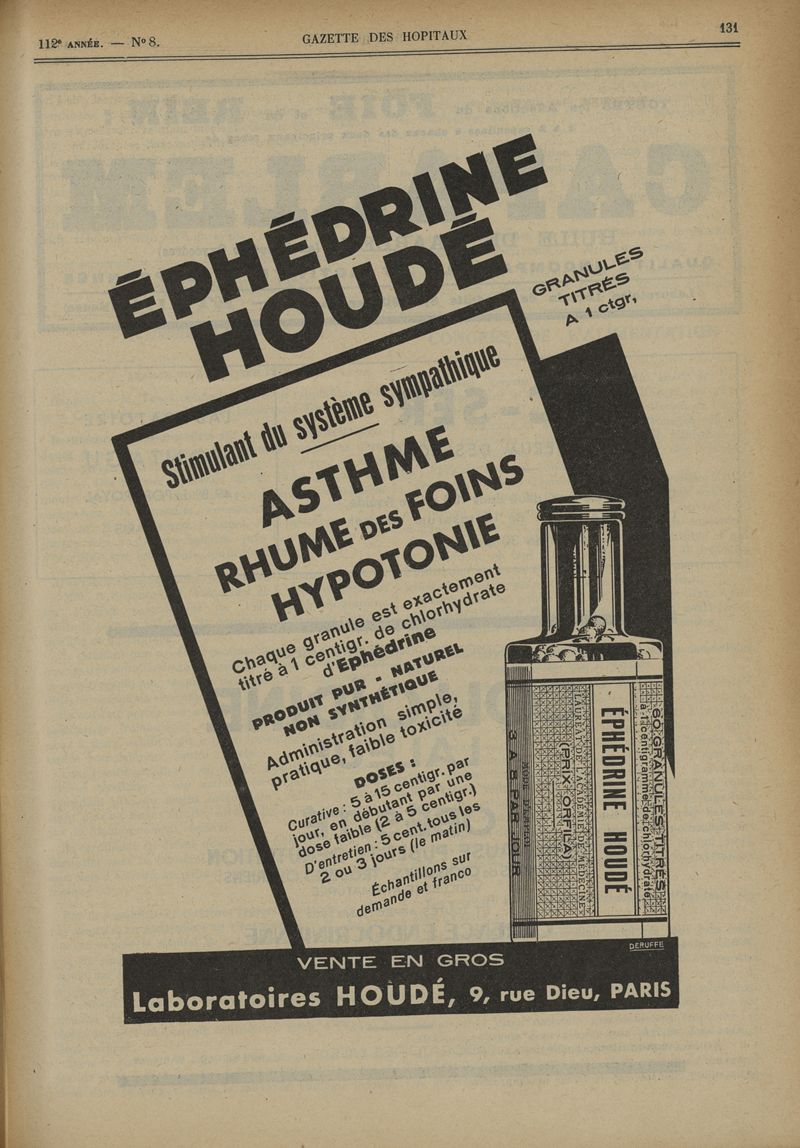 112e ANNÉE. — No 8.
GAZETTE DES HOPITAUX
131
ÉPHÉDRINE
HOUDÉ
GRANULES
TITRÉS
A 1 ctgr,
Stimulant du système sympathique
ASTHME
RHUME DES FOINS
HYPOTONIE
Chaque granule est exactement
titré à 1 centigr. de chlorhydrate
d'Ephédrine
PRODUIT PUR - NATUREL
NON SYNTHÉTIQUE
Administration simple,
pratique, faible toxicité
DOSES :
Curative : 5 à 15 centigr. par
jour, en débutant par une
dose faible (2 à 5 centigr.)
D'entretien : 5 cent. tous les
2 ou 3 jours (le matin)
Échantillons sur
demande et franco
60 GRANULES TITRÉS
à 1 centigramme de chlorhydrate
ÉPHÉDRINE HOUDÉ
LAURÉAT DE L'ACADÉMIE DE MÉDECINE
(PRIX ORFILA)
MODE D'EMPLOI
3 A 8 PAR JOUR
DERUFFE
VENTE EN GROS
Laboratoires HOUDÉ, 9, rue Dieu, PARIS